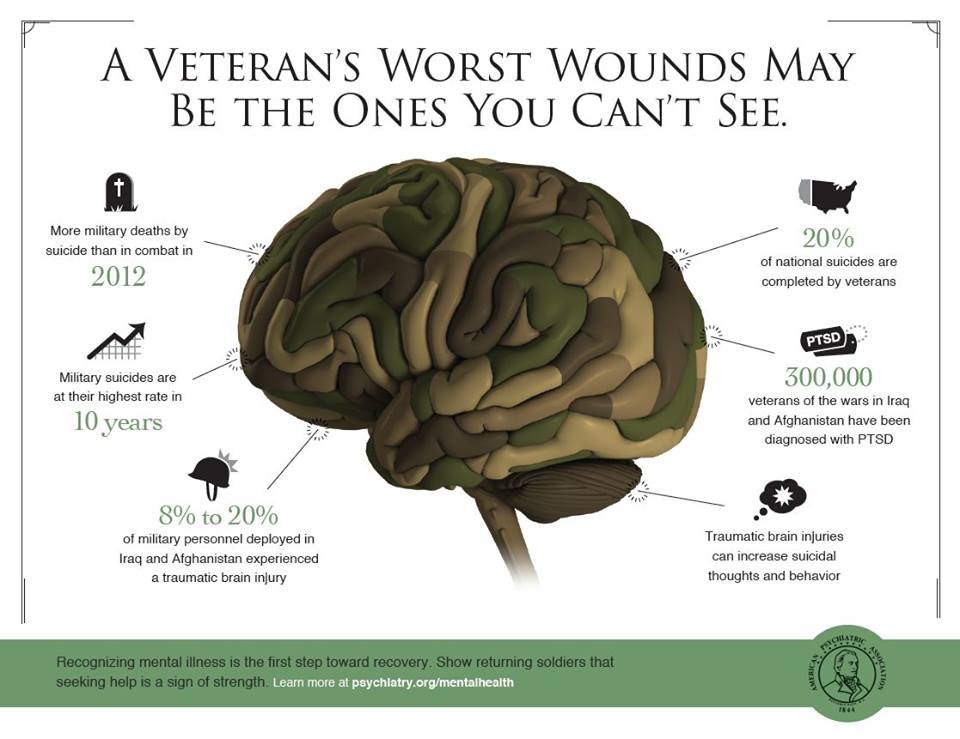 A VETERAN'S WORST WOUNDS MAY
BE THE ONES YOU CAN'T SEE.
More military deaths by
suicide than in combat in
2012
Military suicides are
at their highest rate in
10 years
8% to 20%
of military personnel deployed in
Iraq and Afghanistan experienced
a traumatic brain injury
20%
of national suicides are
completed by veterans
PTSD
300,000
veterans of the wars in Iraq
and Afghanistan have been
diagnosed with PTSD
Traumatic brain injuries
can increase suicidal
thoughts and behavior
Recognizing mental illness is the first step toward recovery. Show returning soldiers that
seeking help is a sign of strength. Learn more at psychiatry.org/mentalhealth
AMERICAN PSYCHIATRIC ASSOCIATION
1844